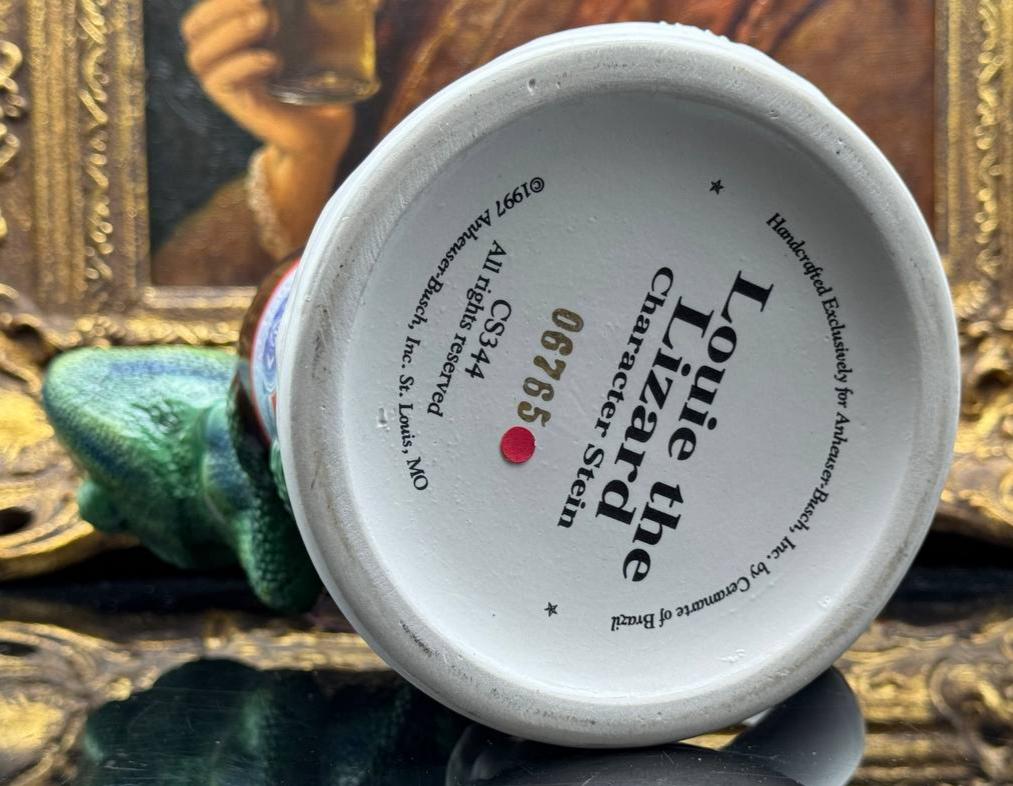 Handcrafted Exclusively for Anheuser-Busch, Inc. by Ceramarte of Brazil
Louie the
Lizard
Character Stein
06765
CS344
All rights reserved
©1997 Anheuser-Busch, Inc. St. Louis, MO